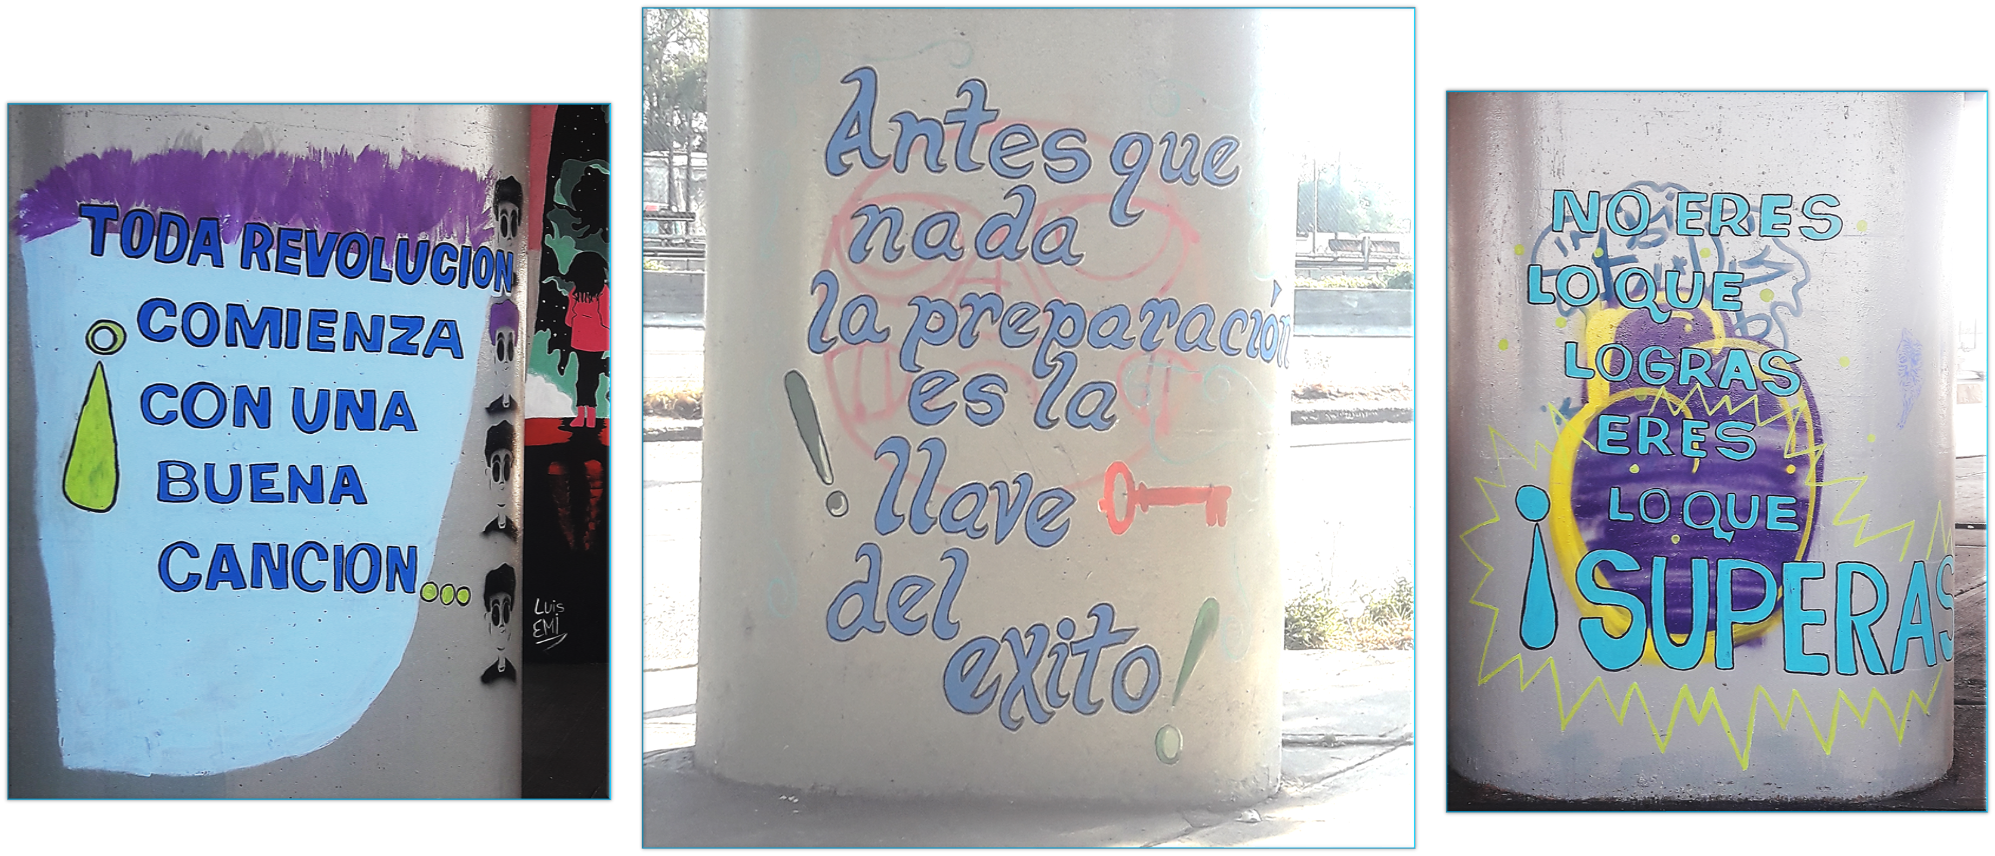 TODA REVOLUCION
COMIENZA
¡CON UNA
BUENA
CANCION...
Luis
EMI
Antes que
nada
la preparación
es la
!llave
del
exito!
NO ERES
LO QUE
LOGRAS
ERES
LO QUE
¡SUPERAS